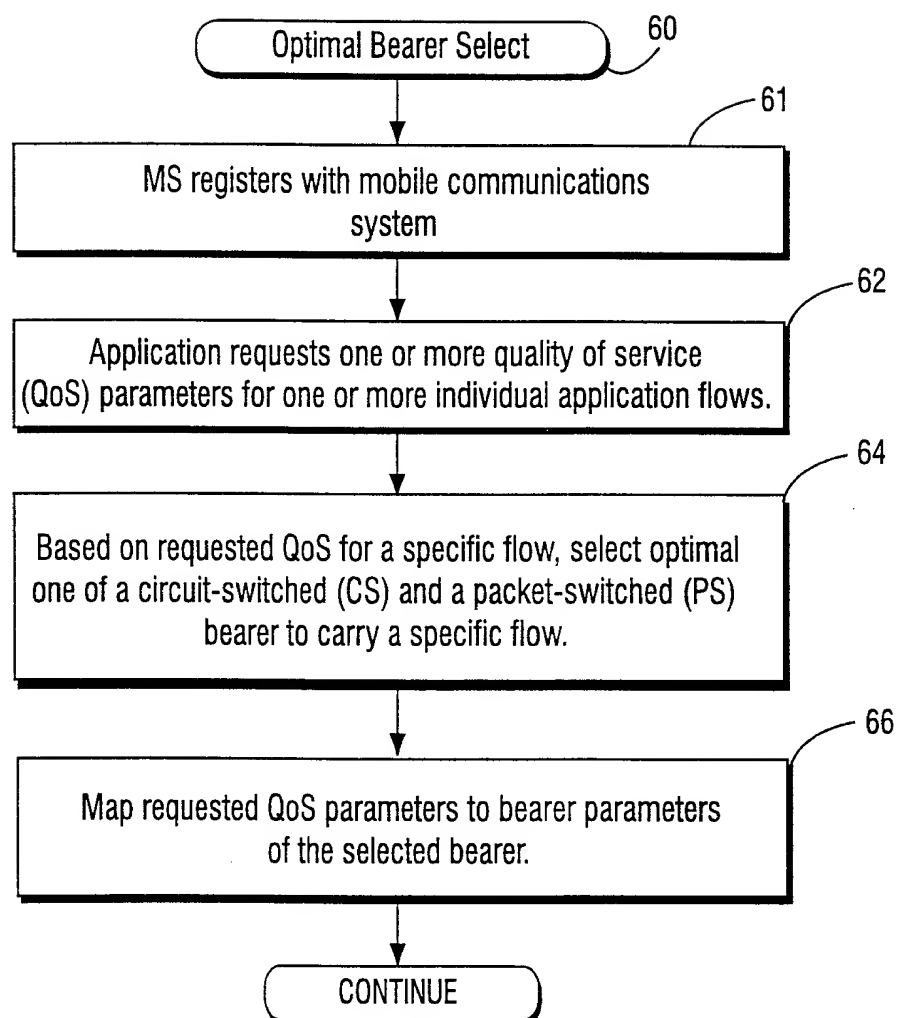 Optimal Bearer Select
60
61
MS registers with mobile communications
system
62
Application requests one or more quality of service
(QoS) parameters for one or more individual application flows.
64
Based on requested QoS for a specific flow, select optimal
one of a circuit-switched (CS) and a packet-switched (PS)
bearer to carry a specific flow.
66
Map requested QoS parameters to bearer parameters
of the selected bearer.
CONTINUE